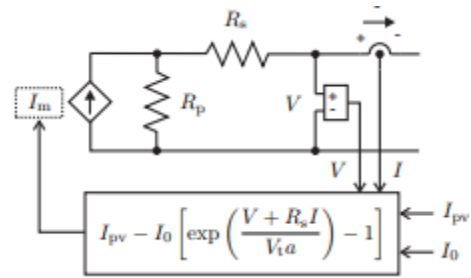 R_s
I_m
R_p
V
V
I
I_pv − I_0 [exp((V + R_s I)/(V_t a)) − 1]
I_pv
I_0